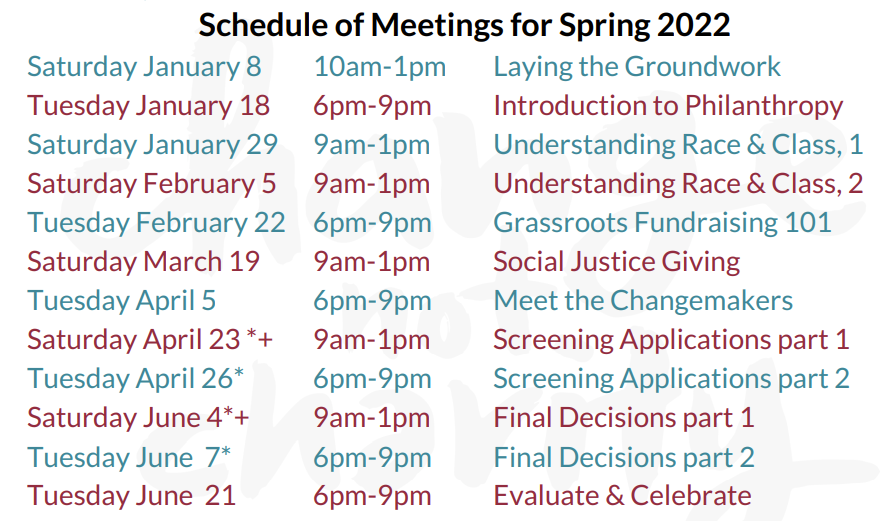 Schedule of Meetings for Spring 2022
Saturday January 8 10am-1pm Laying the Groundwork
Tuesday January 18 6pm-9pm Introduction to Philanthropy
Saturday January 29 9am-1pm Understanding Race & Class, 1
Saturday February 5 9am-1pm Understanding Race & Class, 2
Tuesday February 22 6pm-9pm Grassroots Fundraising 101
Saturday March 19 9am-1pm Social Justice Giving
Tuesday April 5 6pm-9pm Meet the Changemakers
Saturday April 23 *+ 9am-1pm Screening Applications part 1
Tuesday April 26* 6pm-9pm Screening Applications part 2
Saturday June 4*+ 9am-1pm Final Decisions part 1
Tuesday June 7* 6pm-9pm Final Decisions part 2
Tuesday June 21 6pm-9pm Evaluate & Celebrate
change
not
charity